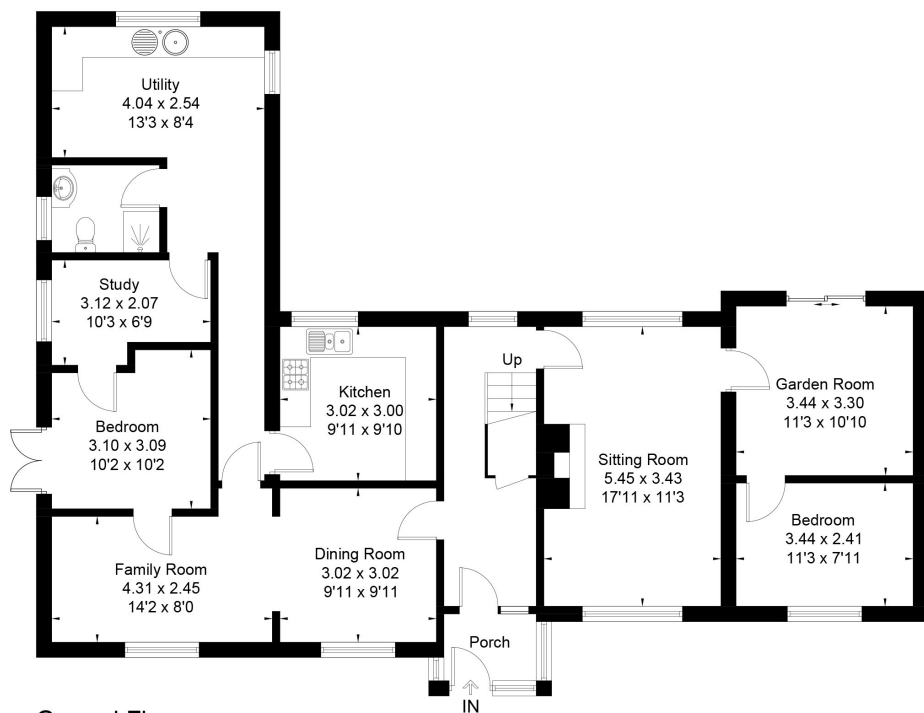 Utility
4.04 x 2.54
13'3 x 8'4
Study
3.12 x 2.07
10'3 x 6'9
Bedroom
3.10 x 3.09
10'2 x 10'2
Family Room
4.31 x 2.45
14'2 x 8'0
Kitchen
3.02 x 3.00
9'11 x 9'10
Dining Room
3.02 x 3.02
9'11 x 9'11
Up
Sitting Room
5.45 x 3.43
17'11 x 11'3
Garden Room
3.44 x 3.30
11'3 x 10'10
Bedroom
3.44 x 2.41
11'3 x 7'11
Porch
IN